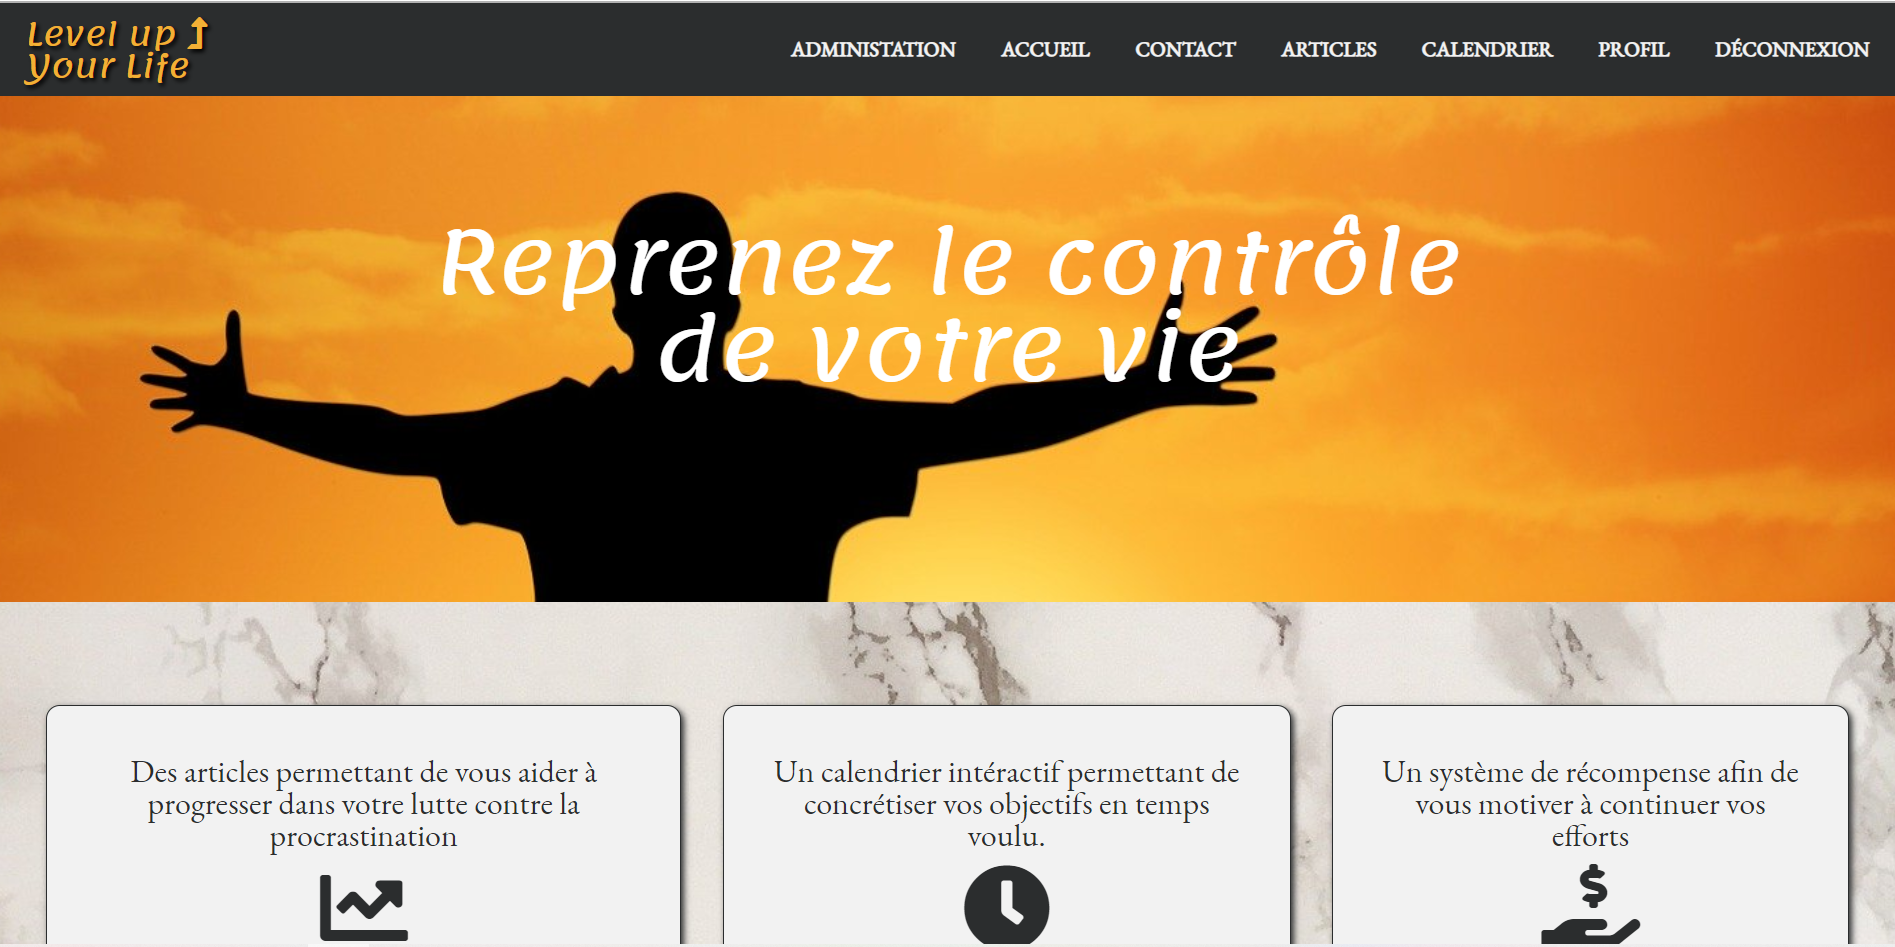 Level up
Your Life
ADMINISTATION ACCUEIL CONTACT ARTICLES CALENDRIER PROFIL DÉCONNEXION
Reprenez le contrôle
de votre vie
Des articles permettant de vous aider à
progresser dans votre lutte contre la
procrastination
Un calendrier intéractif permettant de
concrétiser vos objectifs en temps
voulu.
Un système de récompense afin de
vous motiver à continuer vos
efforts
$